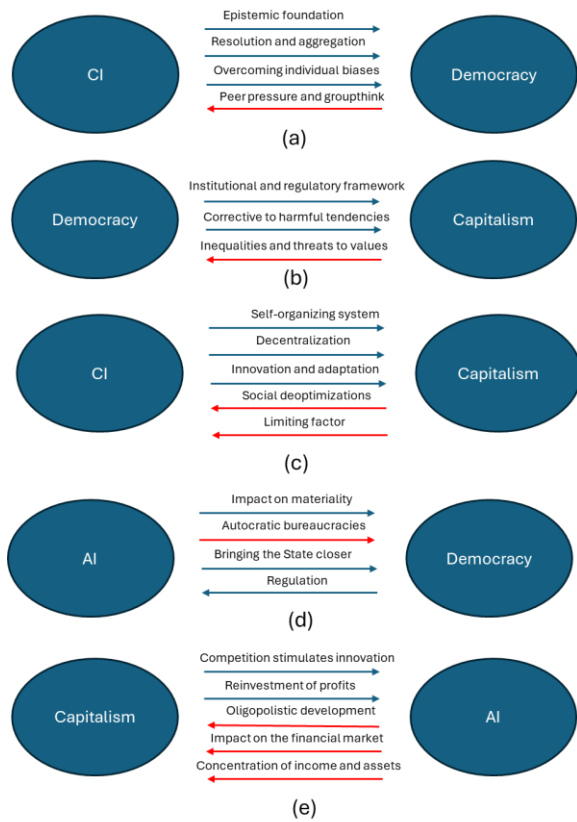 Epistemic foundation
Resolution and aggregation
CI
Overcoming individual biases
Democracy
Peer pressure and groupthink
(a)
Institutional and regulatory framework
Democracy
Corrective to harmful tendencies
Capitalism
Inequalities and threats to values
(b)
Self-organizing system
Decentralization
CI
Innovation and adaptation
Capitalism
Social deoptimizations
Limiting factor
(c)
Impact on materiality
Autocratic bureaucracies
AI
Bringing the State closer
Democracy
Regulation
(d)
Competition stimulates innovation
Reinvestment of profits
Capitalism
Oligopolistic development
AI
Impact on the financial market
Concentration of income and assets
(e)